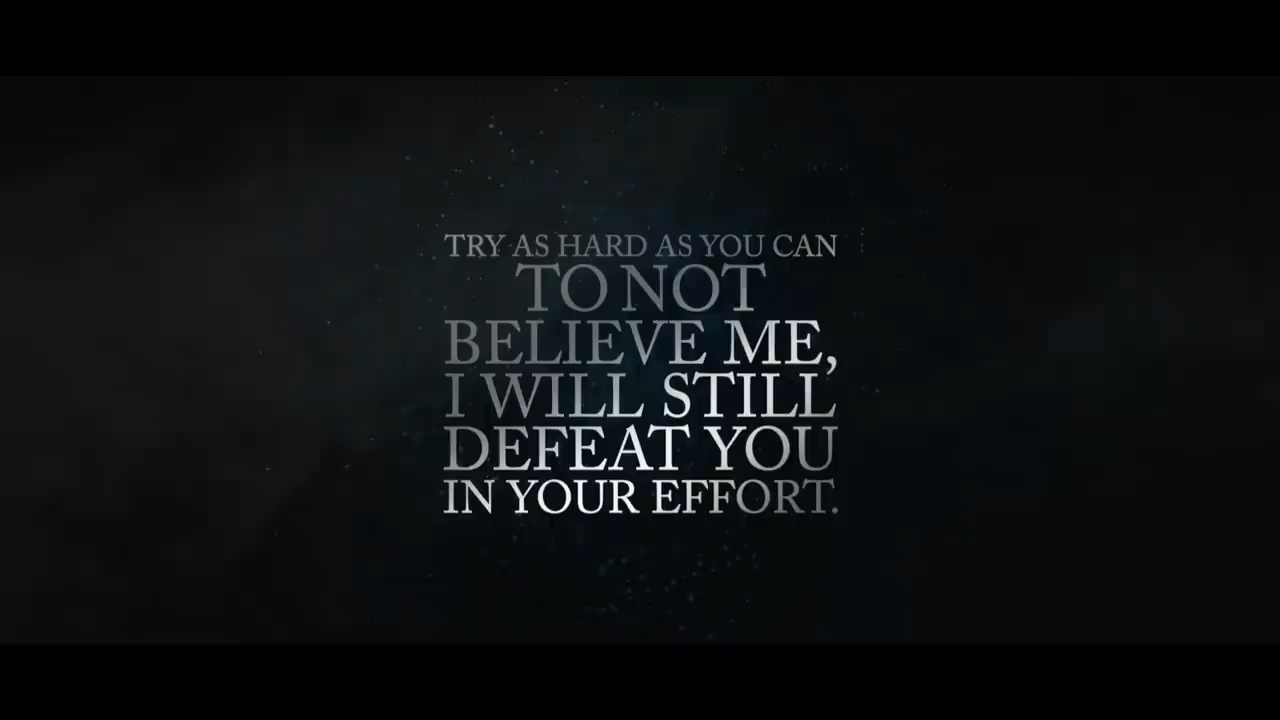 TRY AS HARD AS YOU CAN
TO NOT
BELIEVE ME,
I WILL STILL
DEFEAT YOU
IN YOUR EFFORT.